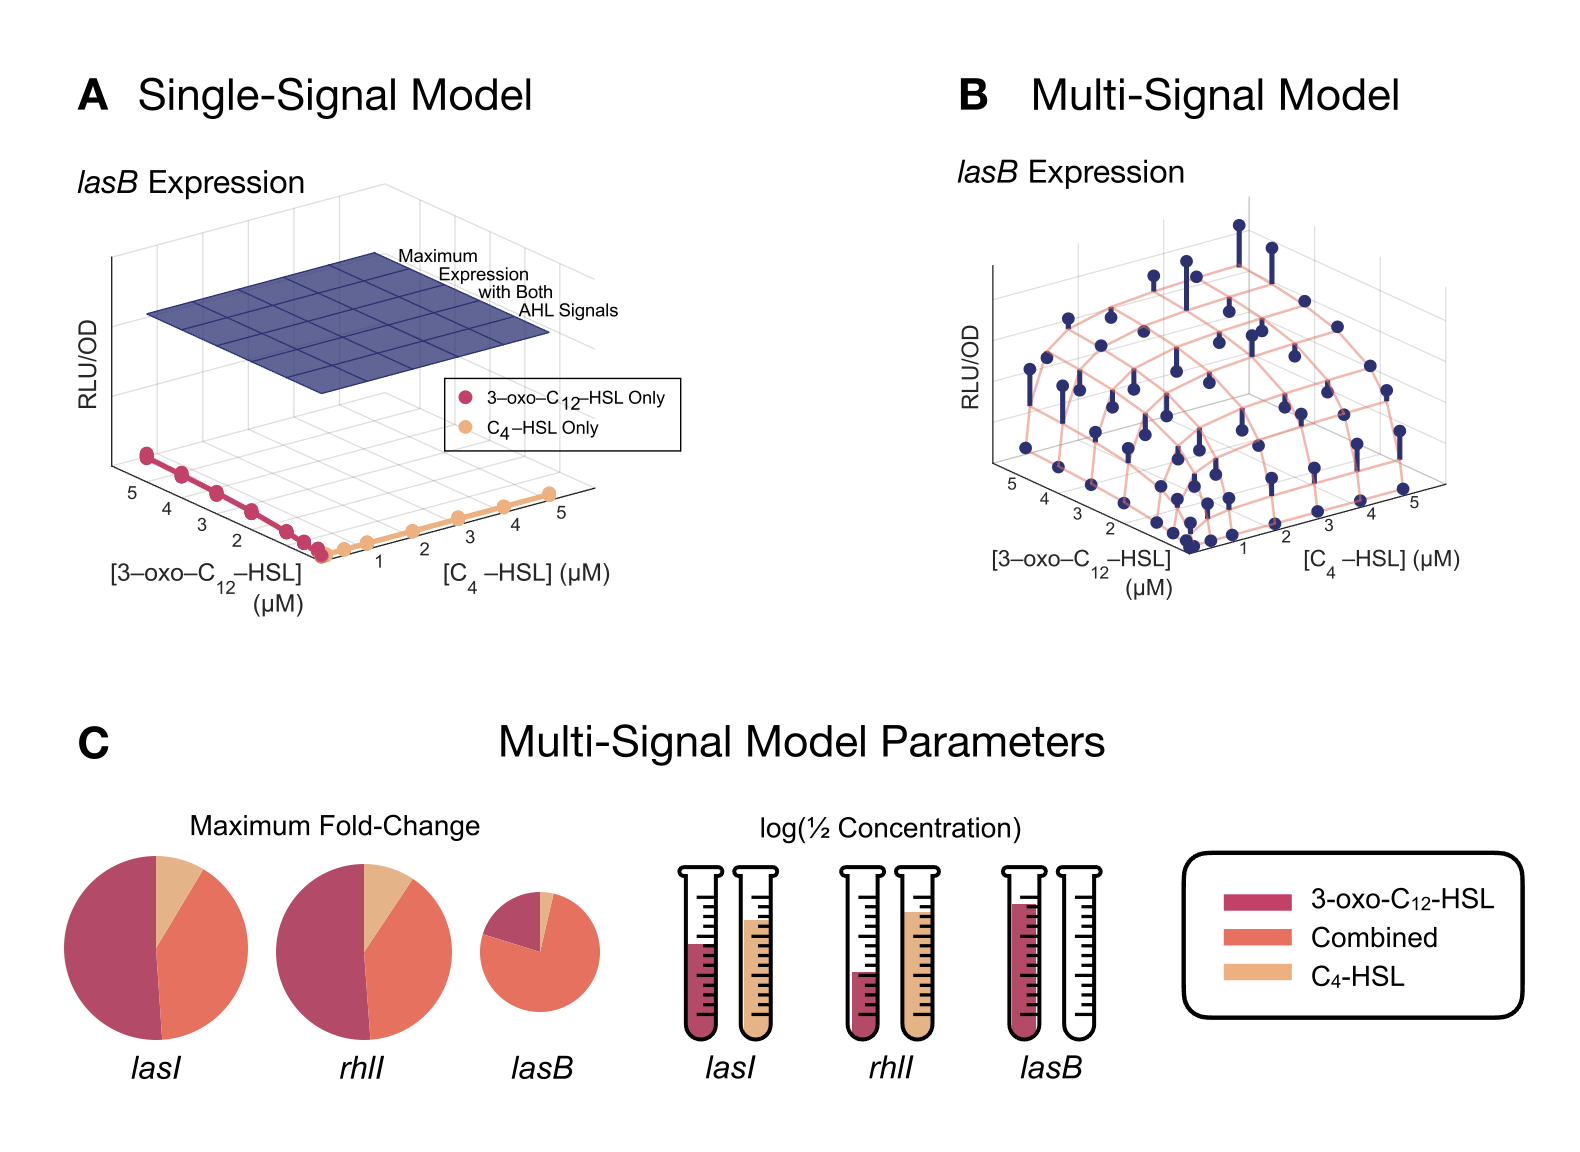 A Single-Signal Model
lasB Expression
Maximum
Expression
with Both
AHL Signals
RLU/OD
3–oxo–C12–HSL Only
C4–HSL Only
5
4
3
2
1
2
3
4
5
[3–oxo–C12–HSL]
(µM)
[C4 –HSL] (µM)
B Multi-Signal Model
lasB Expression
RLU/OD
5
4
3
2
1
2
3
4
5
[3–oxo–C12–HSL]
(µM)
[C4 –HSL] (µM)
C Multi-Signal Model Parameters
Maximum Fold-Change
lasI
rhlI
lasB
log(½ Concentration)
lasI
rhlI
lasB
3-oxo-C12-HSL
Combined
C4-HSL